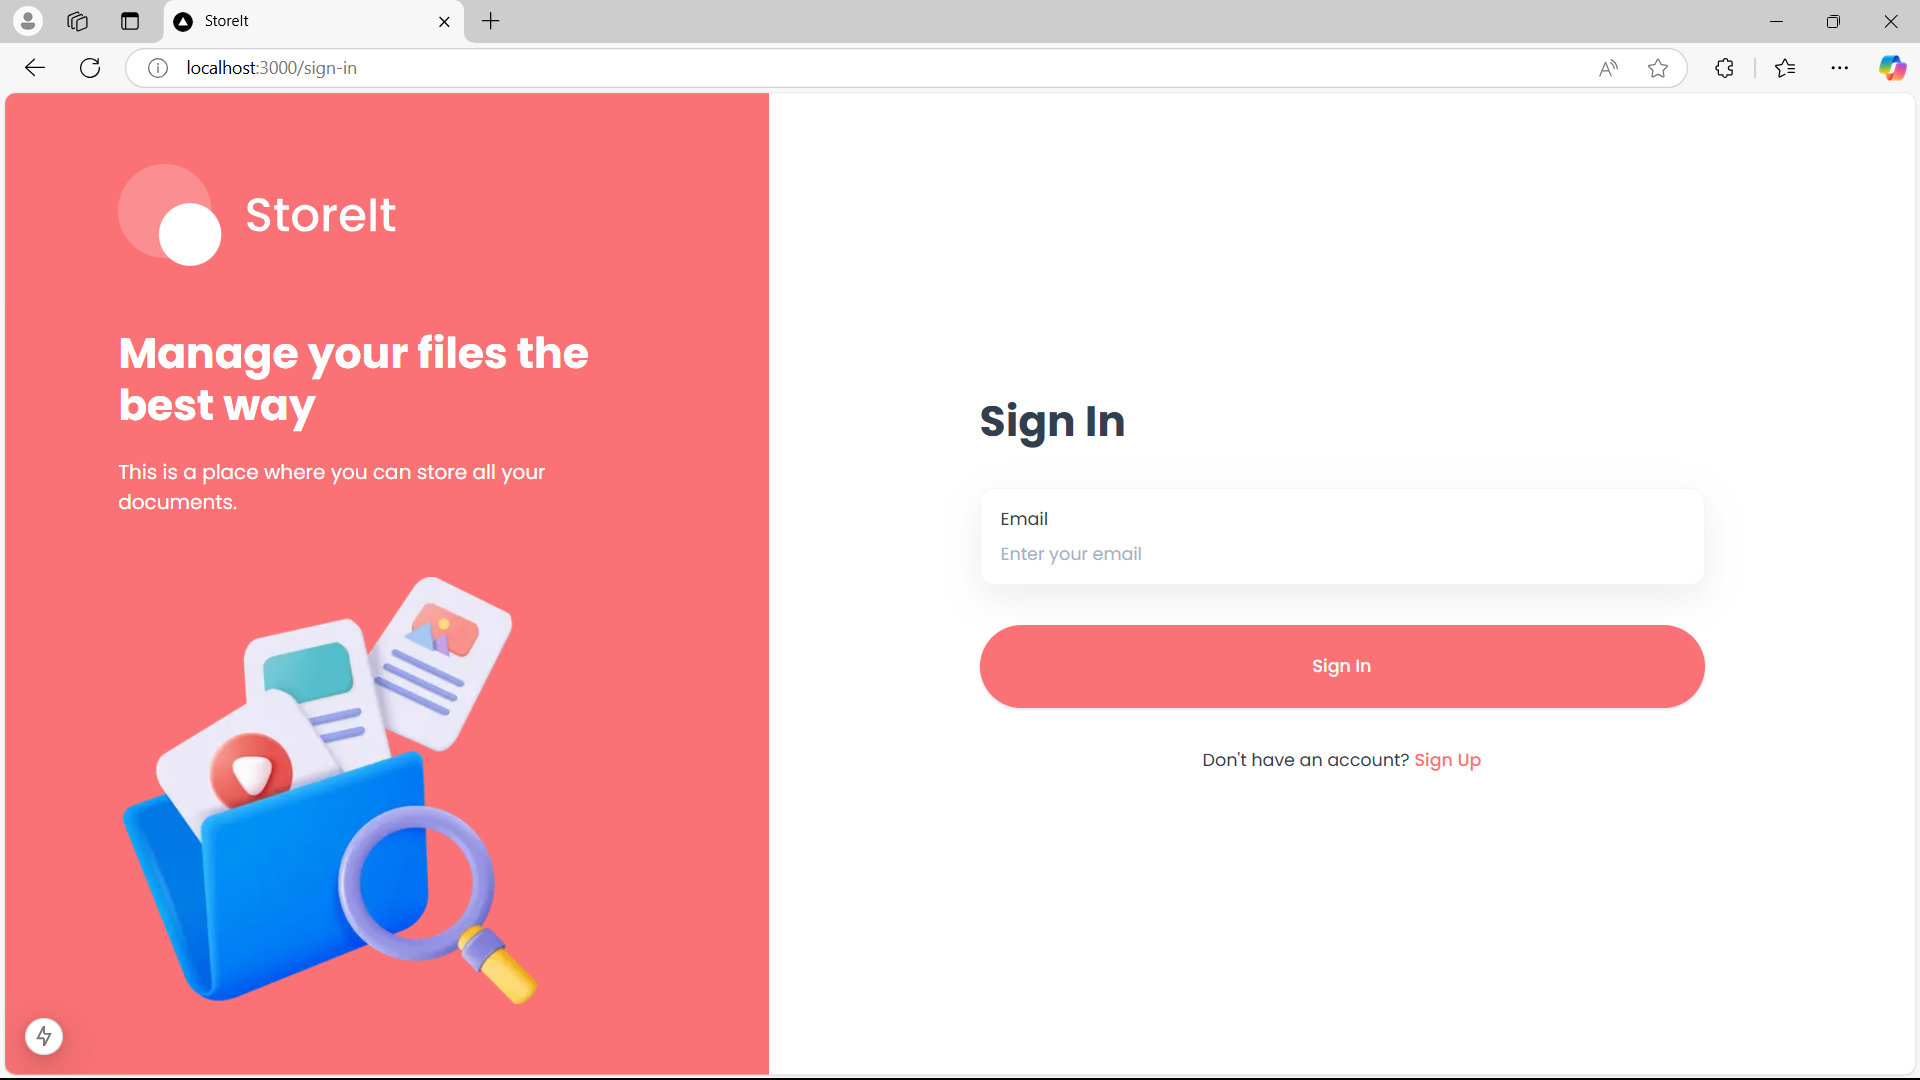 StoreIt
localhost:3000/sign-in
StoreIt
Manage your files the
best way
This is a place where you can store all your
documents.
Sign In
Email
Enter your email
Sign In
Don't have an account? Sign Up